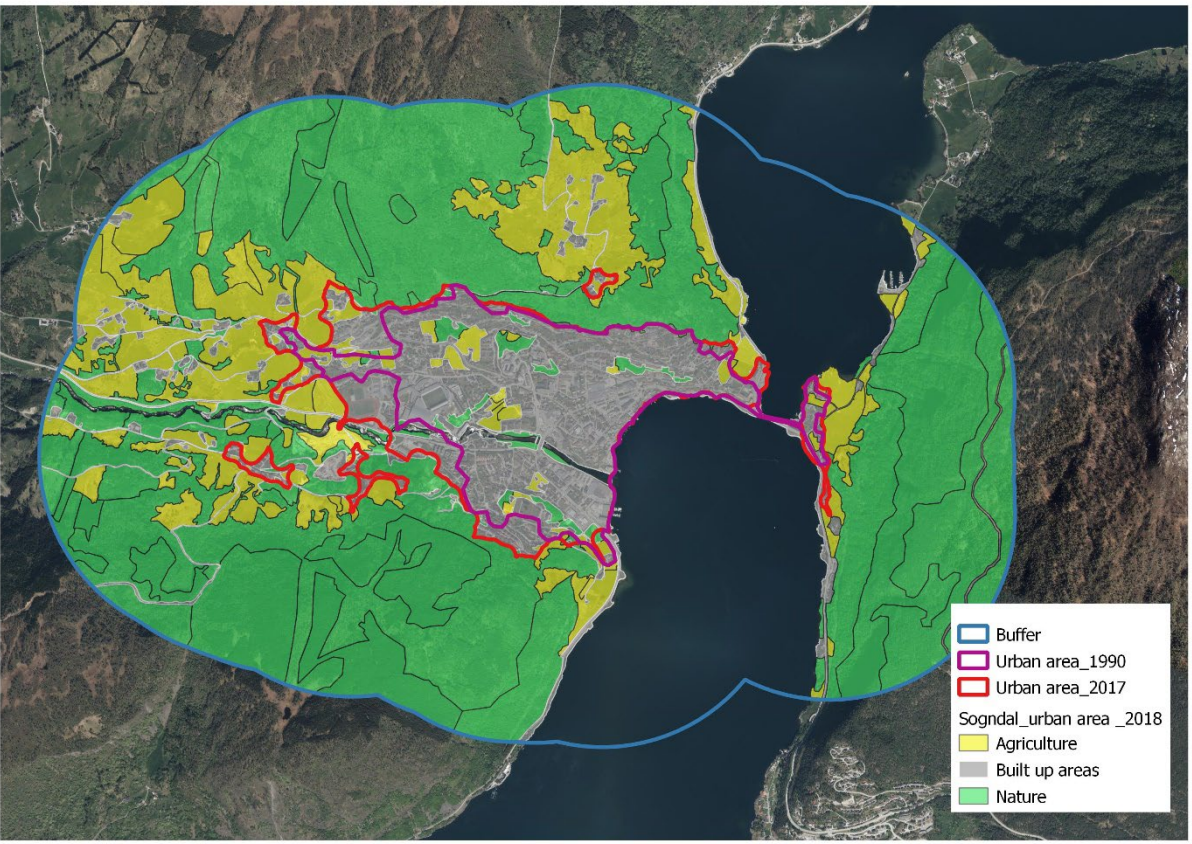 Buffer
Urban area_1990
Urban area_2017
Sogndal_urban area _2018
Agriculture
Built up areas
Nature